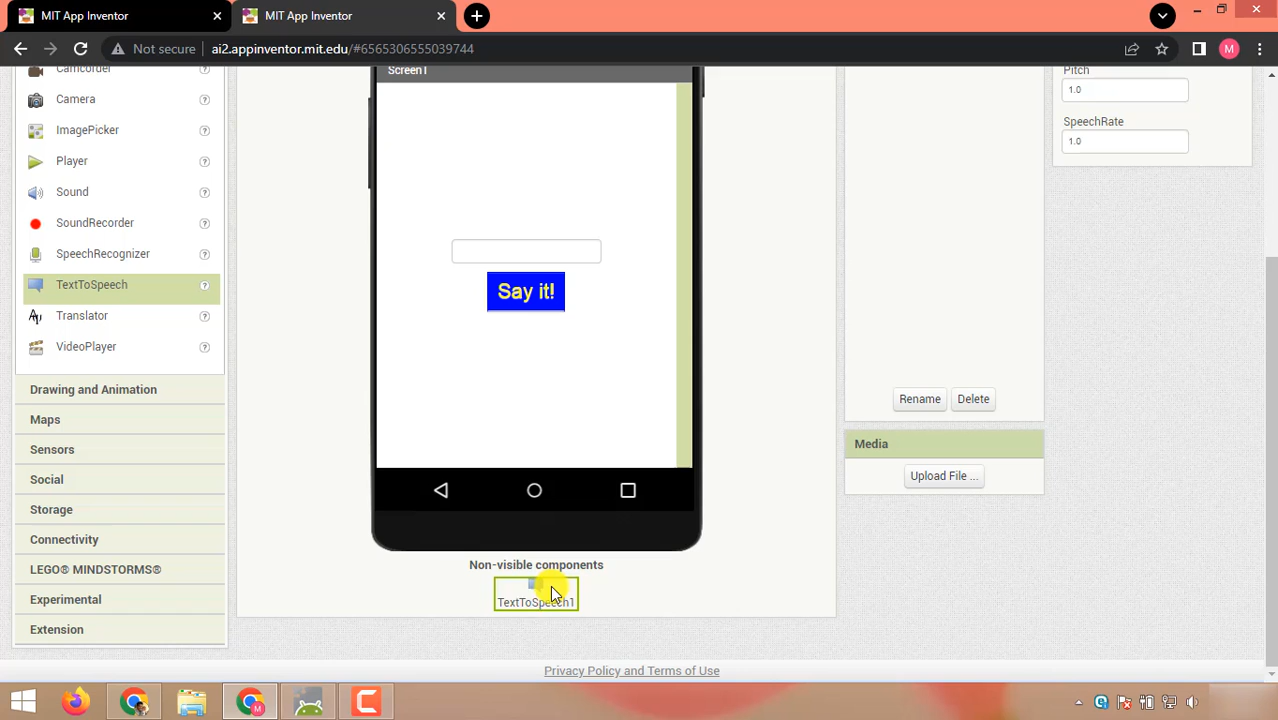 MIT App Inventor
MIT App Inventor
Not secure
ai2.appinventor.mit.edu/#6565306555039744
M
Camcorder
Camera
ImagePicker
Player
Sound
SoundRecorder
SpeechRecognizer
TextToSpeech
Translator
VideoPlayer
Drawing and Animation
Maps
Sensors
Social
Storage
Connectivity
LEGO® MINDSTORMS®
Experimental
Extension
Screen1
Say it!
Non-visible components
TextToSpeech1
Rename
Delete
Media
Upload File ...
Pitch
1.0
SpeechRate
1.0
Privacy Policy and Terms of Use